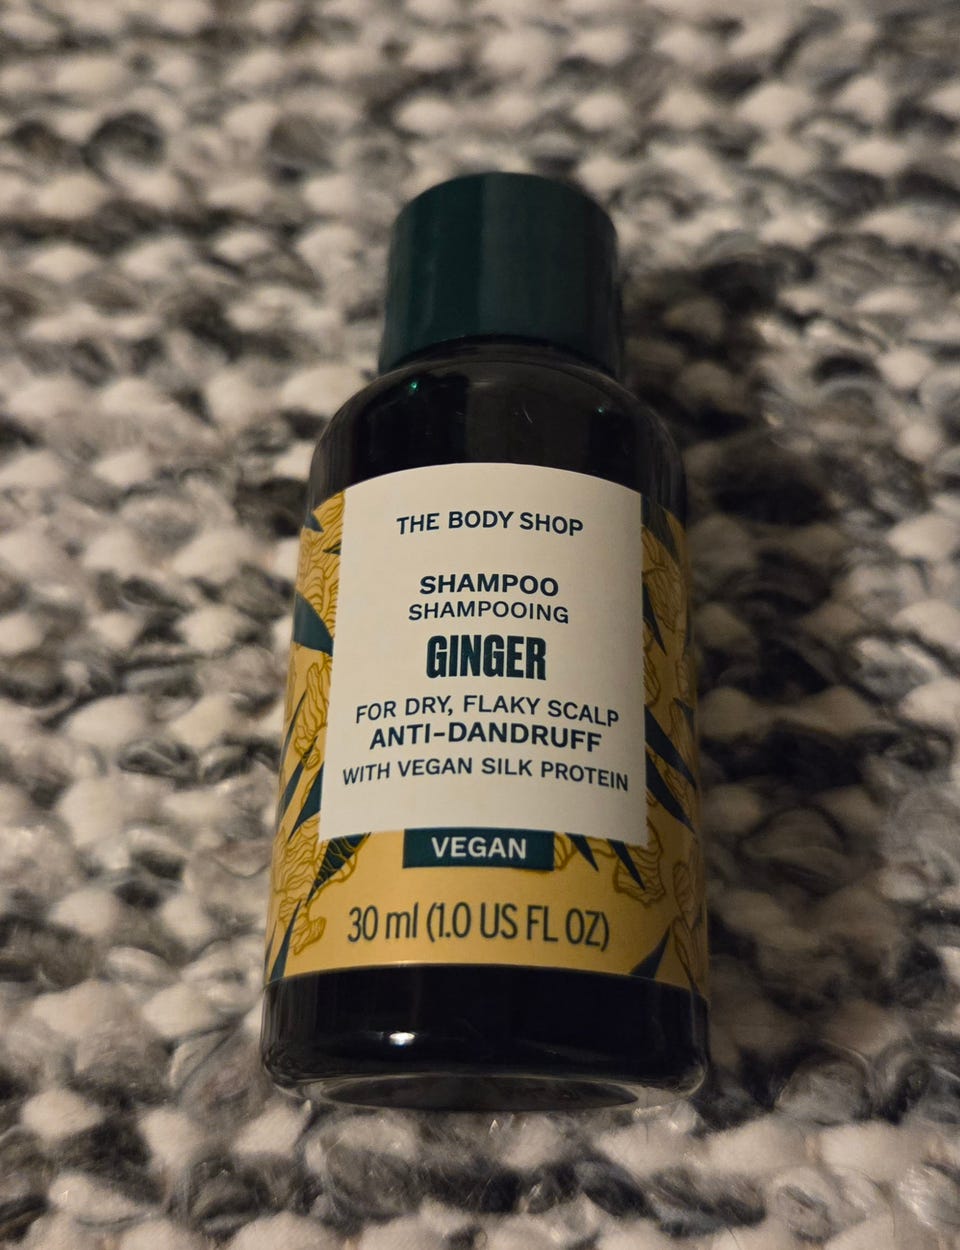 THE BODY SHOP
SHAMPOO
SHAMPOOING
GINGER
FOR DRY, FLAKY SCALP
ANTI-DANDRUFF
WITH VEGAN SILK PROTEIN
VEGAN
30 ml (1.0 US FL OZ)